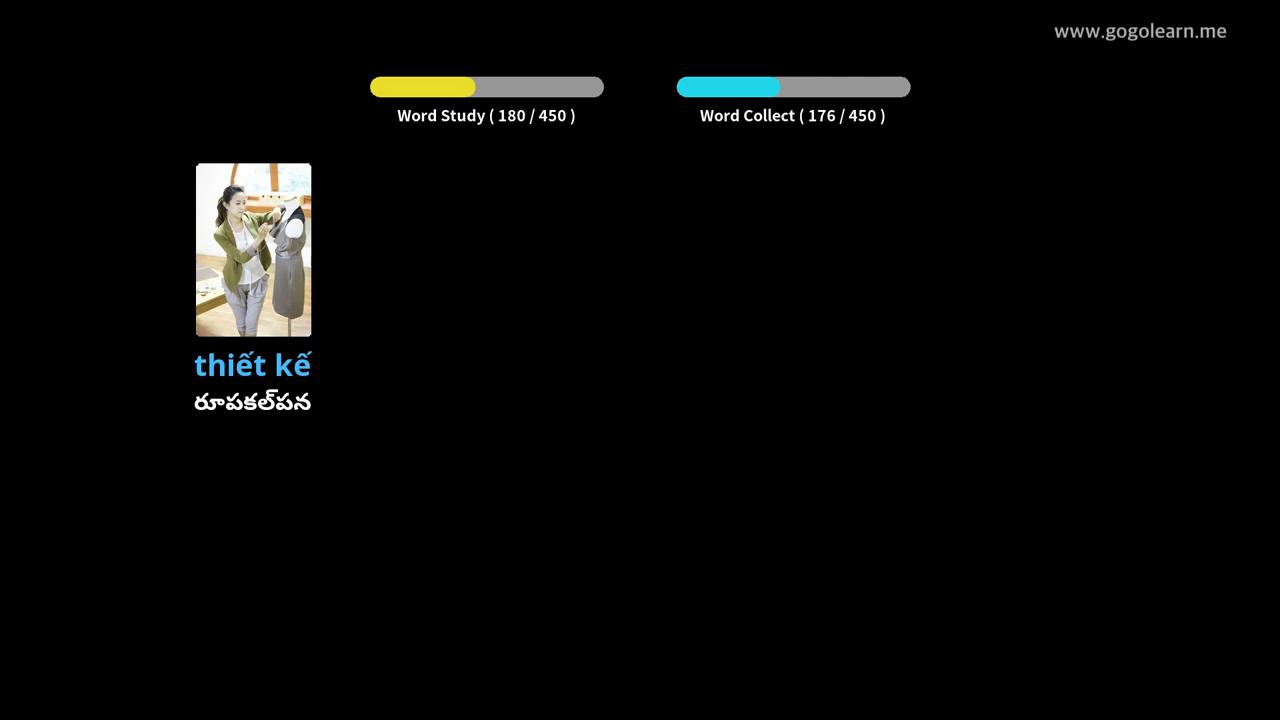 www.gogolearn.me
Word Study ( 180 / 450 )
Word Collect ( 176 / 450 )
thiết kế
రూపకల్పన